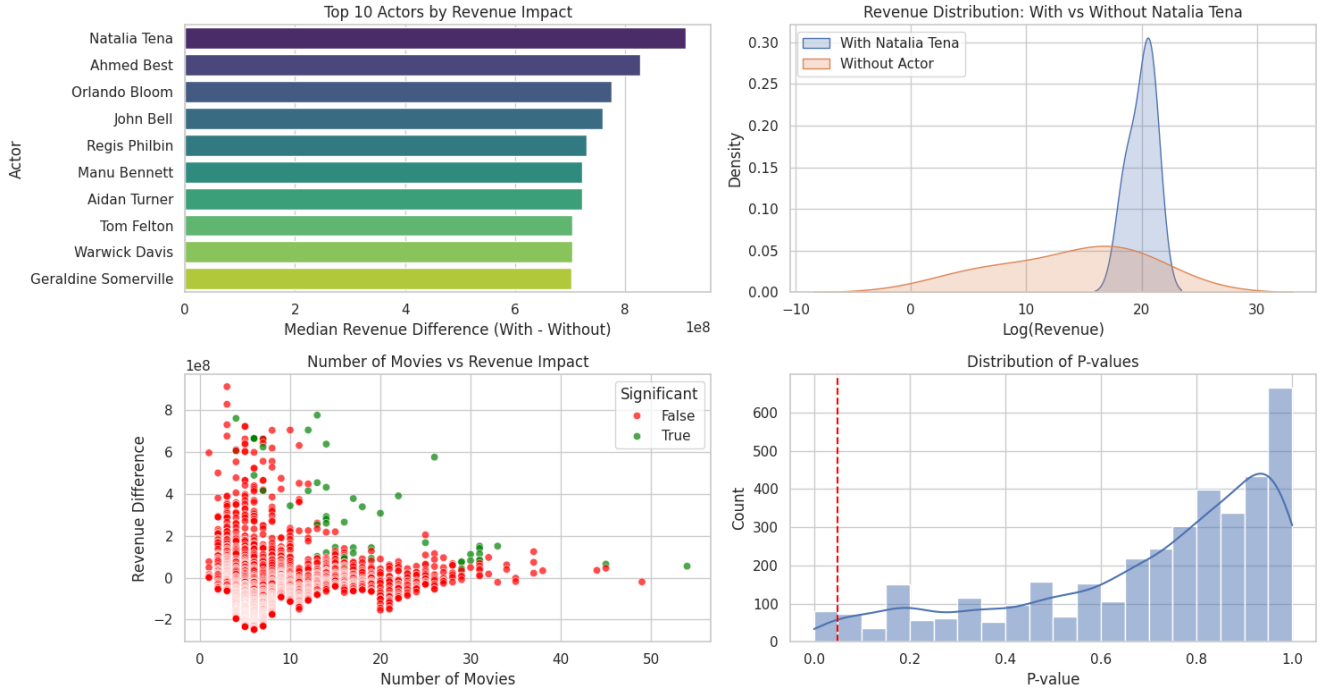 Top 10 Actors by Revenue Impact
Actor
Natalia Tena
Ahmed Best
Orlando Bloom
John Bell
Regis Philbin
Manu Bennett
Aidan Turner
Tom Felton
Warwick Davis
Geraldine Somerville
0 2 4 6 8
1e8
Median Revenue Difference (With - Without)
Revenue Distribution: With vs Without Natalia Tena
With Natalia Tena
Without Actor
Density
0.30
0.25
0.20
0.15
0.10
0.05
0.00
−10 0 10 20 30
Log(Revenue)
Number of Movies vs Revenue Impact
1e8
Revenue Difference
8
6
4
2
0
−2
Significant
False
True
0 10 20 30 40 50
Number of Movies
Distribution of P-values
Count
600
500
400
300
200
100
0
0.0 0.2 0.4 0.6 0.8 1.0
P-value